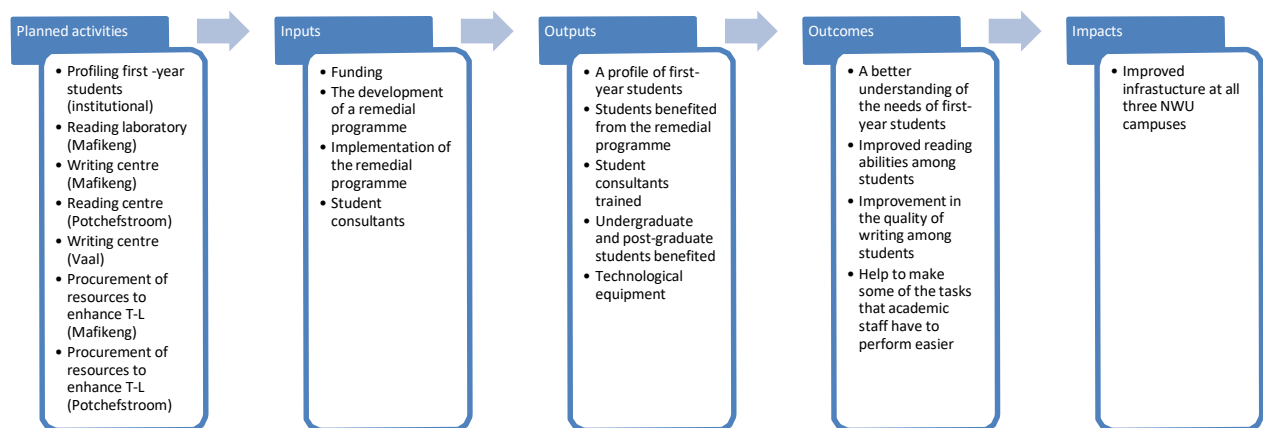 Planned activities
• Profiling first -year
students
(institutional)
• Reading laboratory
(Mafikeng)
• Writing centre
(Mafikeng)
• Reading centre
(Potchefstroom)
• Writing centre
(Vaal)
• Procurement of
resources to
enhance T-L
(Mafikeng)
• Procurement of
resources to
enhance T-L
(Potchefstroom)
Inputs
• Funding
• The development
of a remedial
programme
• Implementation of
the remedial
programme
• Student
consultants
Outputs
• A profile of first-
year students
• Students benefited
from the remedial
programme
• Student
consultants
trained
• Undergraduate
and post-graduate
students benefited
• Technological
equipment
Outcomes
• A better
understanding of
the needs of first-
year students
• Improved reading
abilities among
students
• Improvement in
the quality of
writing among
students
• Help to make
some of the tasks
that academic
staff have to
perform easier
Impacts
• Improved
infrastucture at all
three NWU
campuses